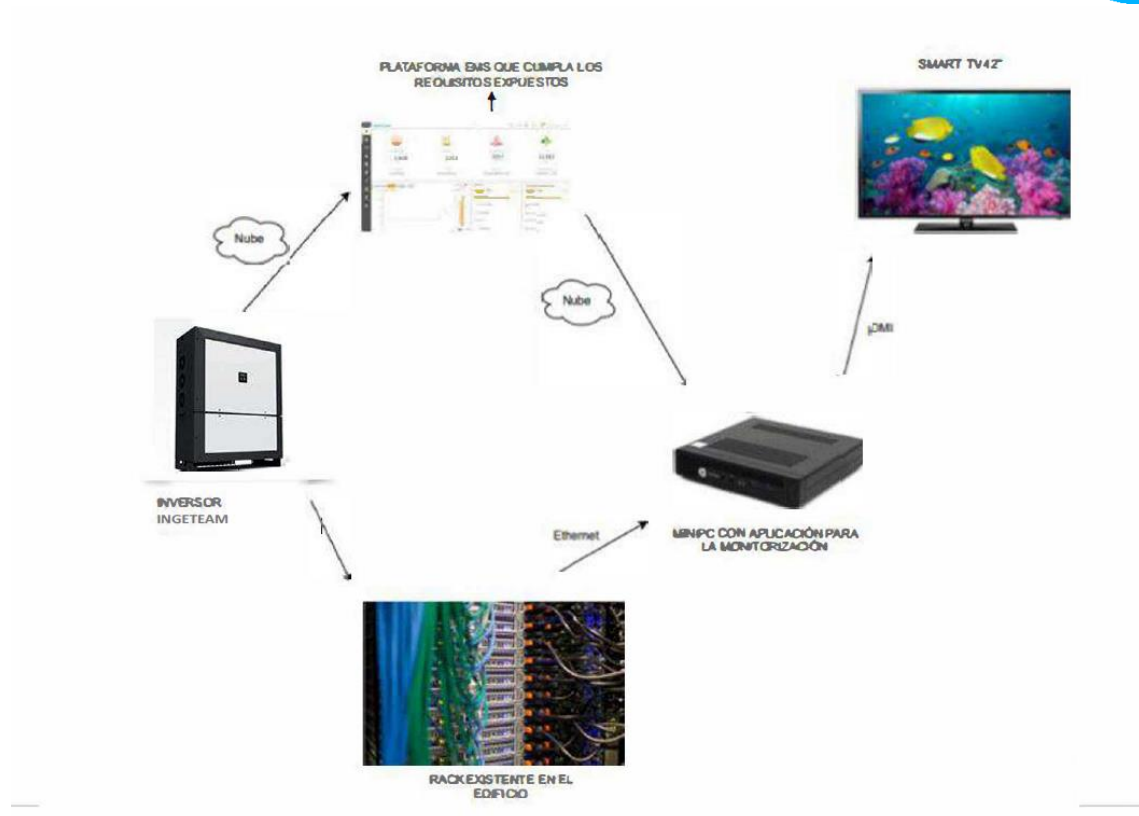 PLATAFORMA EMS QUE CUMPLA LOS
REQUISITOS EXPUESTOS
SMART TV 42"
Nube
Nube
INVERSOR
INGETEAM
Ethernet
MINIPC CON APLICACIÓN PARA
LA MONITORIZACIÓN
RACK EXISTENTE EN EL
EDIFICIO